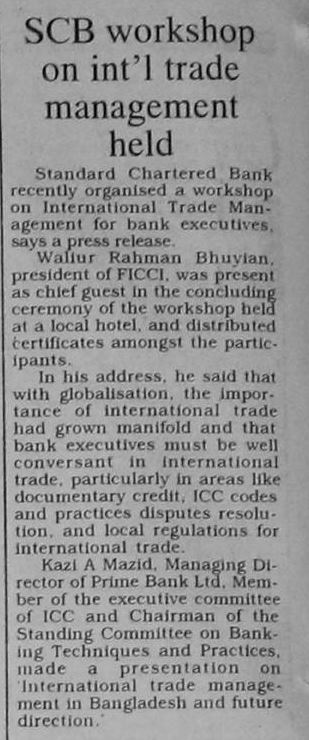 SCB workshop
on int'l trade
management
held
Standard Chartered Bank
recently organised a workshop
on International Trade Man-
agement for bank executives,
says a press release.
Waliur Rahman Bhuyian,
president of FICCI, was present
as chief guest in the concluding
ceremony of the workshop held
at a local hotel, and distributed
certificates amongst the partic-
ipants.
In his address, he said that
with globalisation, the impor-
tance of international trade
had grown manifold and that
bank executives must be well
conversant in international
trade, particularly in areas like
documentary credit, ICC codes
and practices disputes resolu-
tion, and local regulations for
international trade.
Kazi A Mazid, Managing Di-
rector of Prime Bank Ltd, Mem-
ber of the executive committee
of ICC and Chairman of the
Standing Committee on Bank-
ing Techniques and Practices,
made a presentation on
'International trade manage-
ment in Bangladesh and future
direction.'